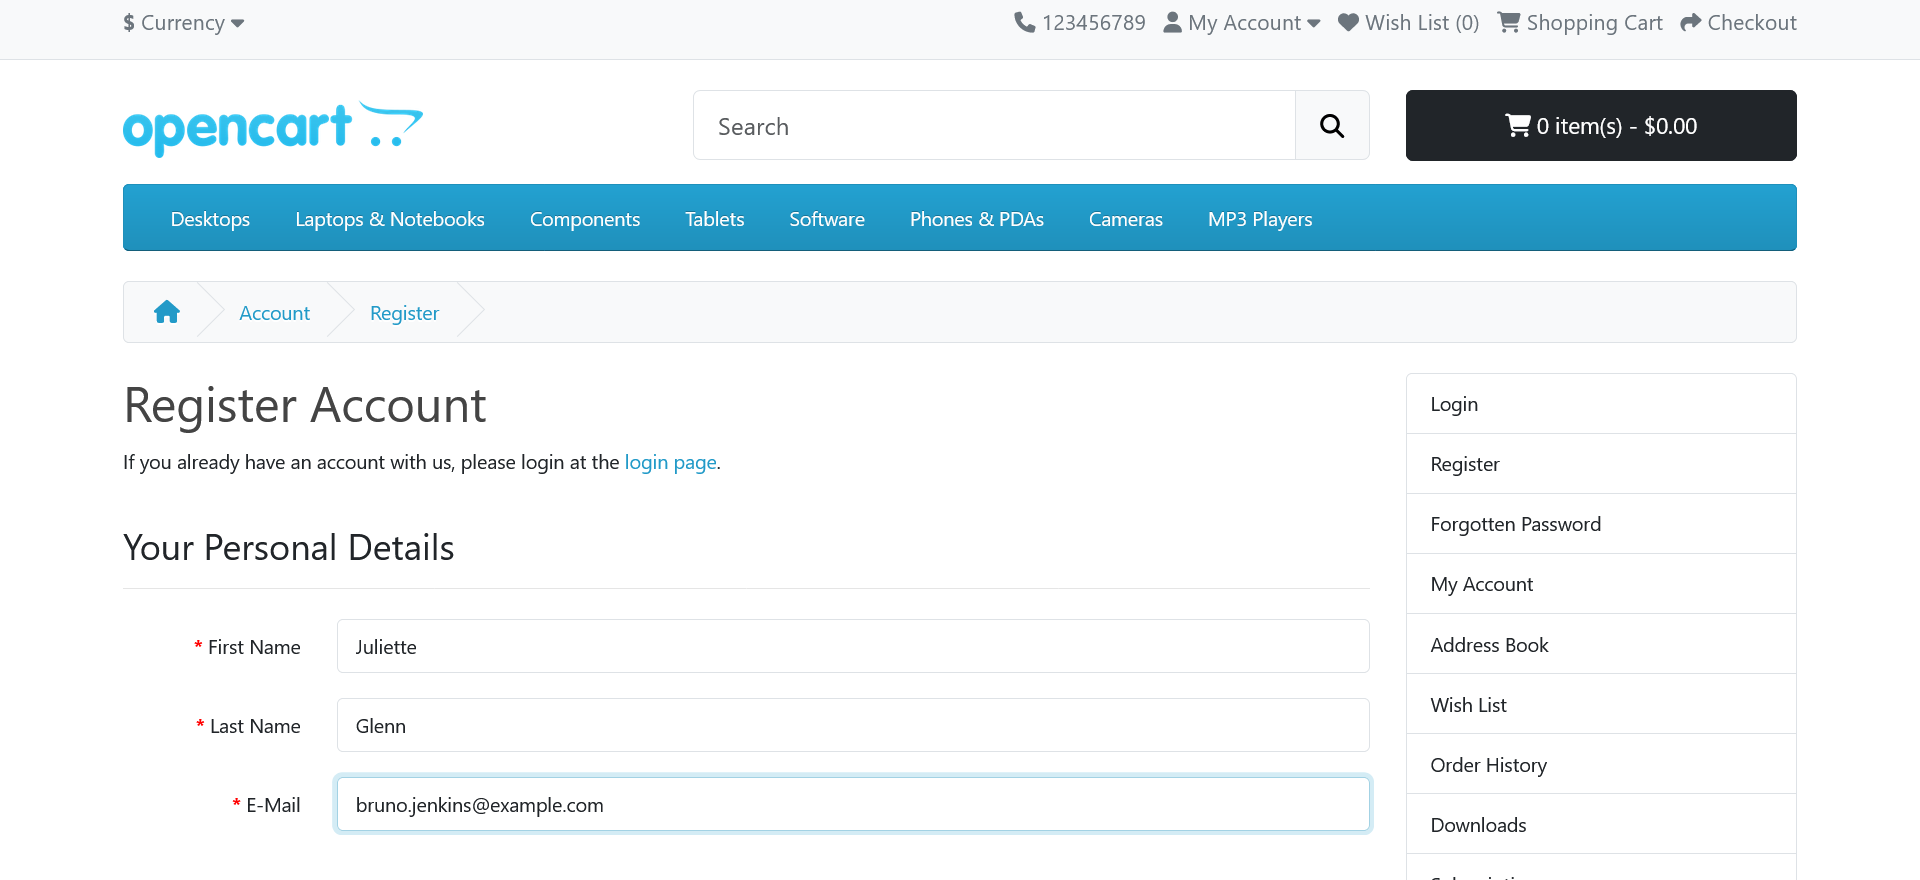 $ Currency
123456789 My Account Wish List (0) Shopping Cart Checkout
opencart
Search
0 item(s) - $0.00
Desktops Laptops & Notebooks Components Tablets Software Phones & PDAs Cameras MP3 Players
Account Register
Register Account
If you already have an account with us, please login at the login page.
Your Personal Details
* First Name Juliette
* Last Name Glenn
* E-Mail bruno.jenkins@example.com
Login
Register
Forgotten Password
My Account
Address Book
Wish List
Order History
Downloads